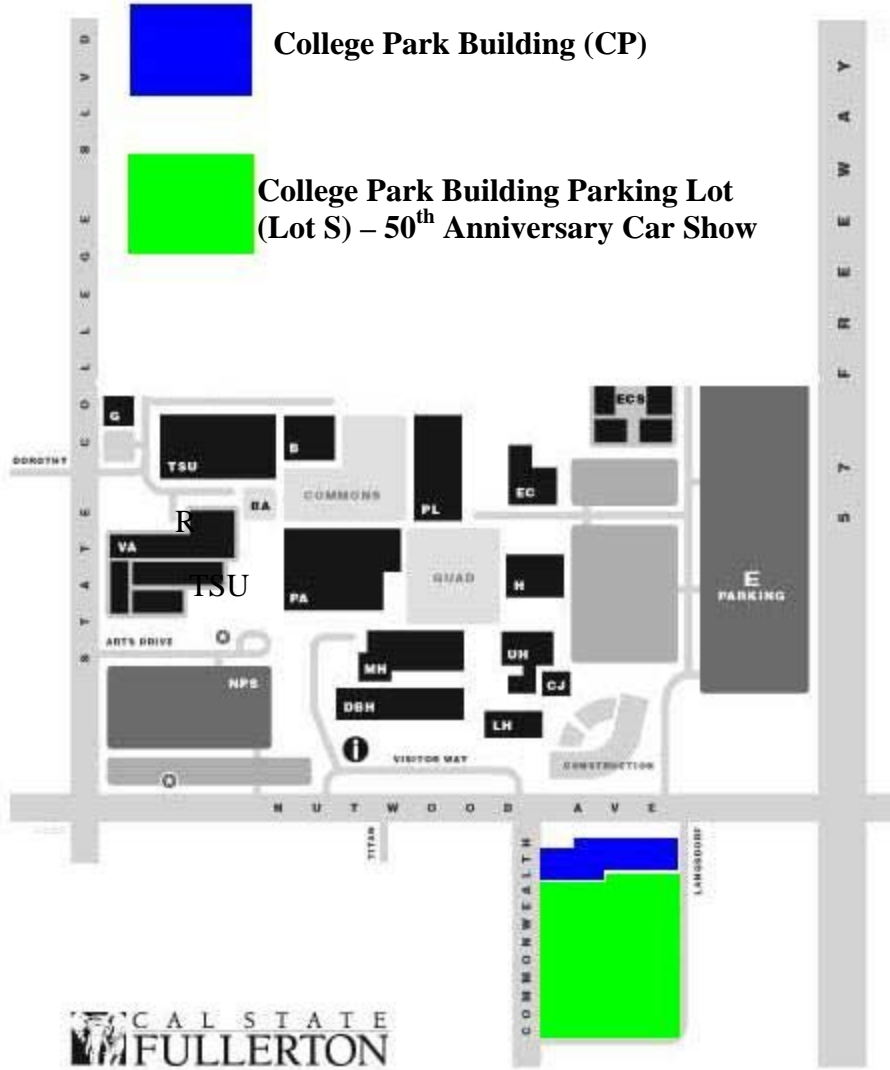 College Park Building (CP)
College Park Building Parking Lot
(Lot S) – 50th Anniversary Car Show
STATE COLLEGE BLVD
57 FREEWAY
G
TSU
B
ECS
DOROTHY
BA
COMMONS
PL
EC
R
VA
TSU
PA
QUAD
H
E
PARKING
ARTS DRIVE
NPS
MH
UH
CJ
DBH
LH
i
VISITOR WAY
CONSTRUCTION
NUTWOOD AVE
TITAN
COMMONWEALTH
LANGSDORF
CAL STATE
FULLERTON